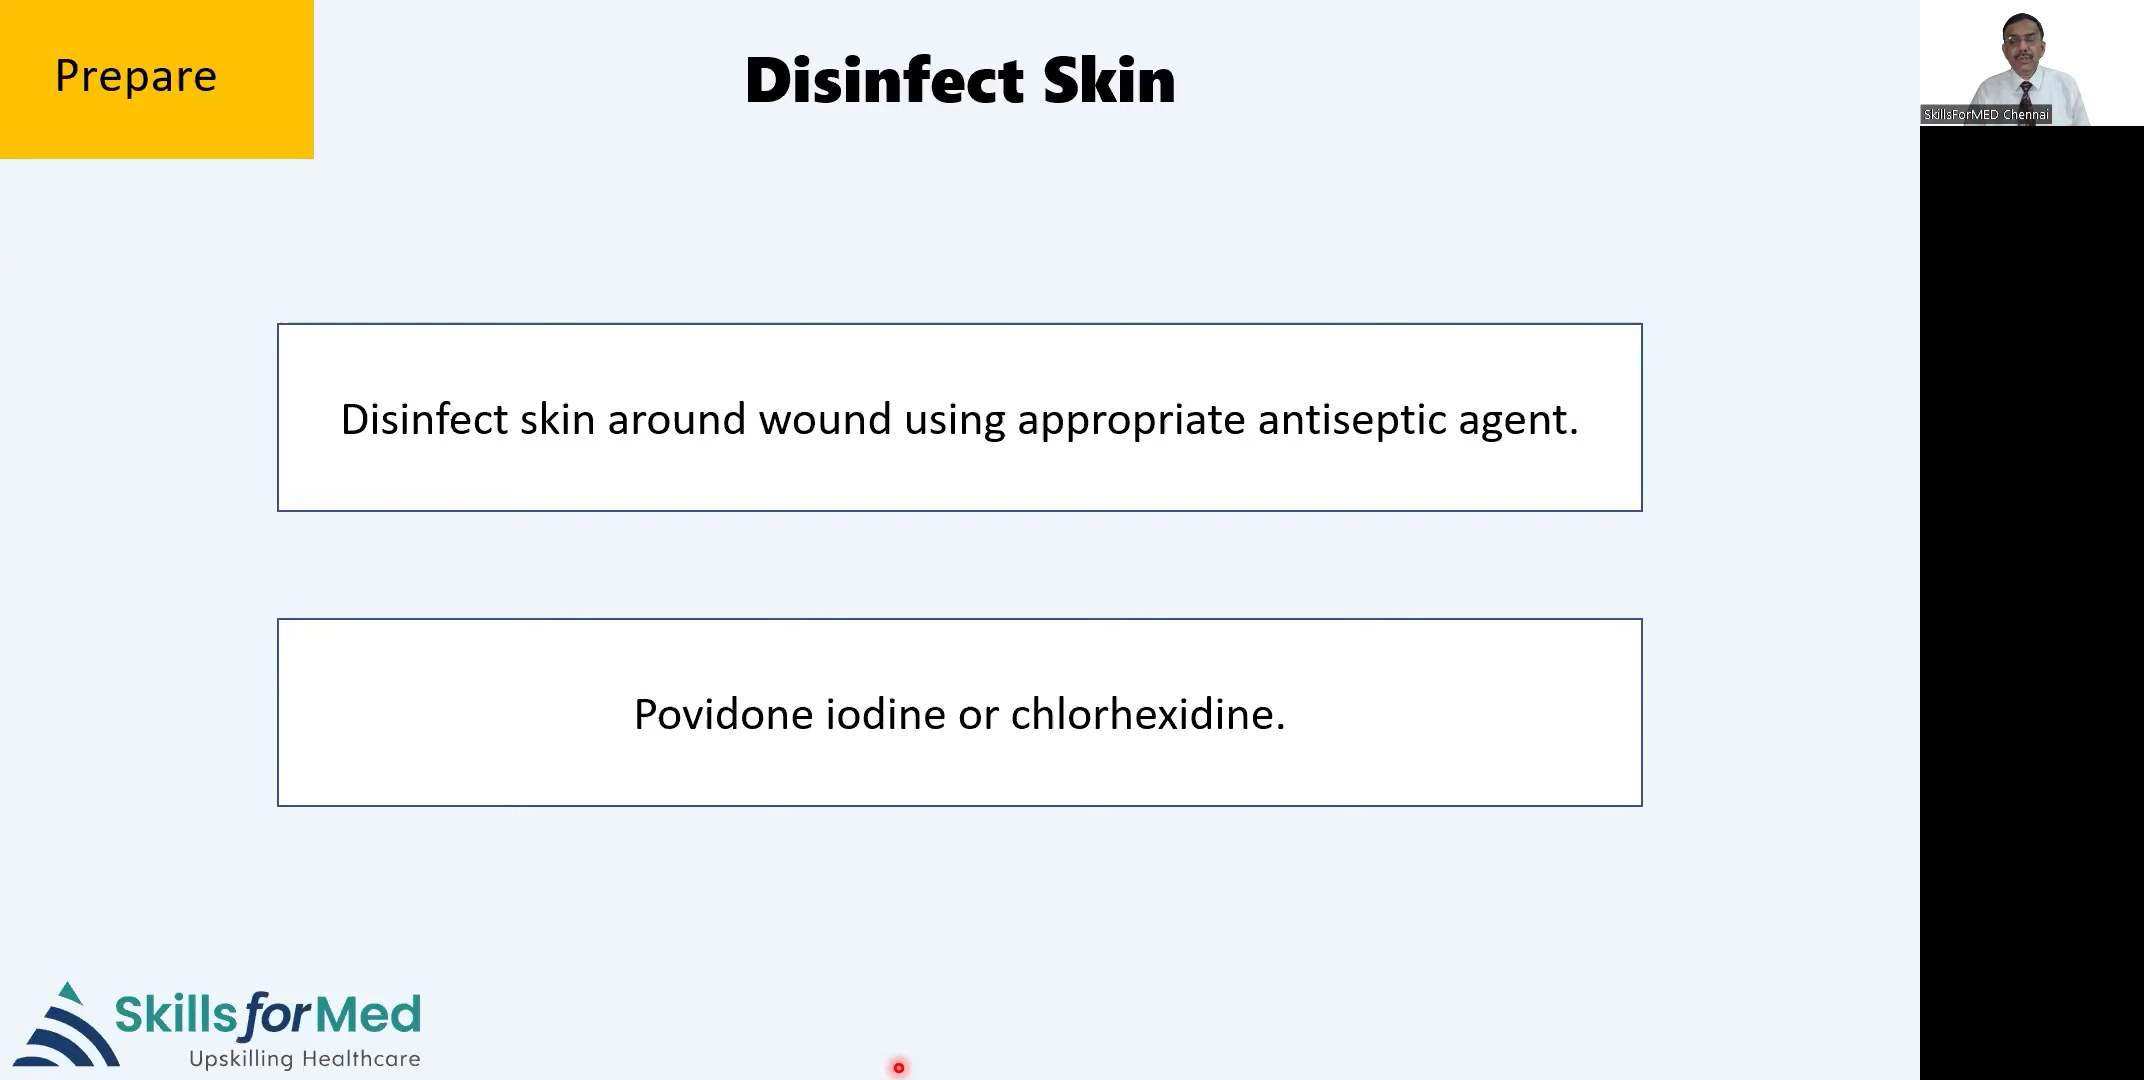 Prepare
Disinfect Skin
SkillsForMED Chennai
Disinfect skin around wound using appropriate antiseptic agent.
Povidone iodine or chlorhexidine.
SkillsforMed
Upskilling Healthcare